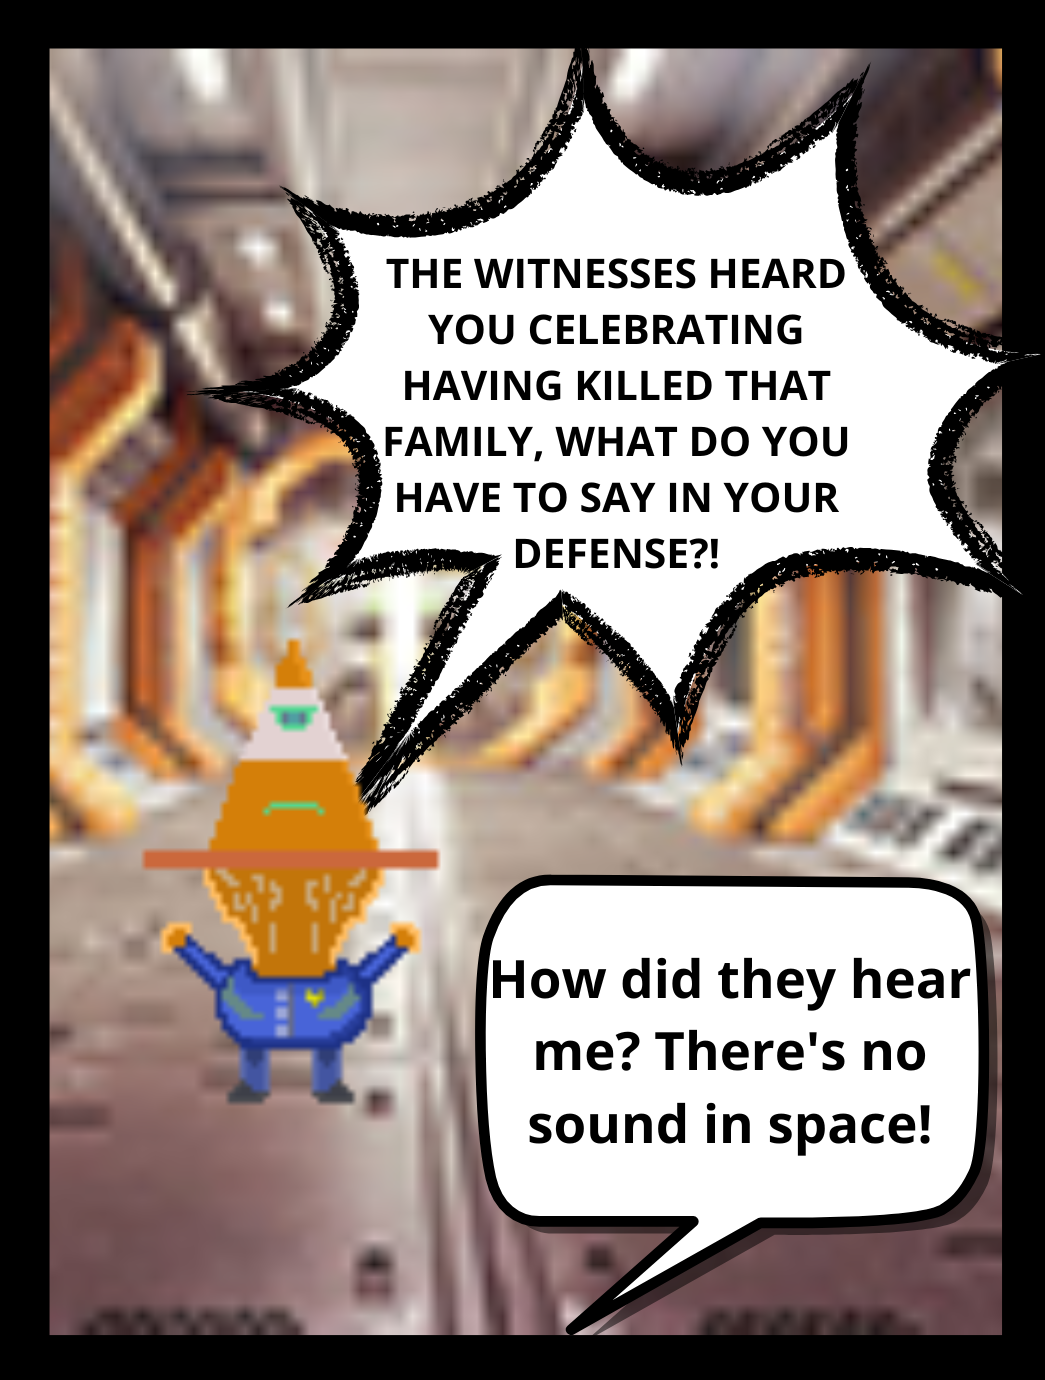 THE WITNESSES HEARD
YOU CELEBRATING
HAVING KILLED THAT
FAMILY, WHAT DO YOU
HAVE TO SAY IN YOUR
DEFENSE?!
How did they hear
me? There's no
sound in space!